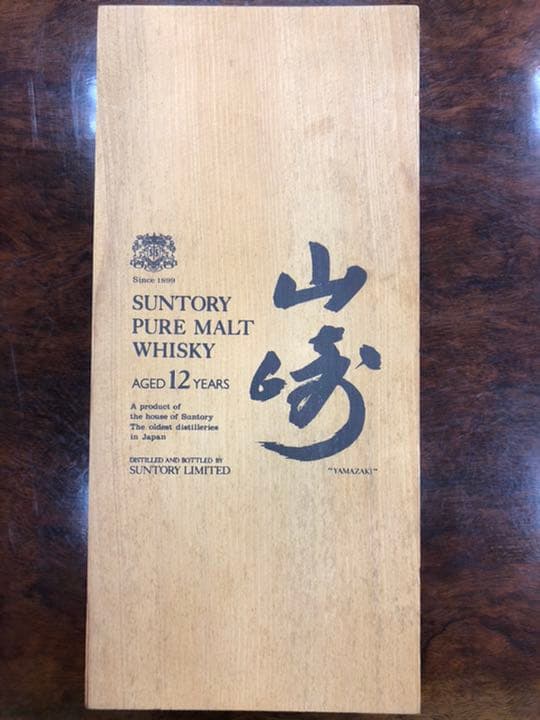 Since 1899
SUNTORY
PURE MALT
WHISKY
AGED 12 YEARS
A product of
the house of Suntory
The oldest distilleries
in Japan
DISTILLED AND BOTTLED BY
SUNTORY LIMITED
山崎
"YAMAZAKI"